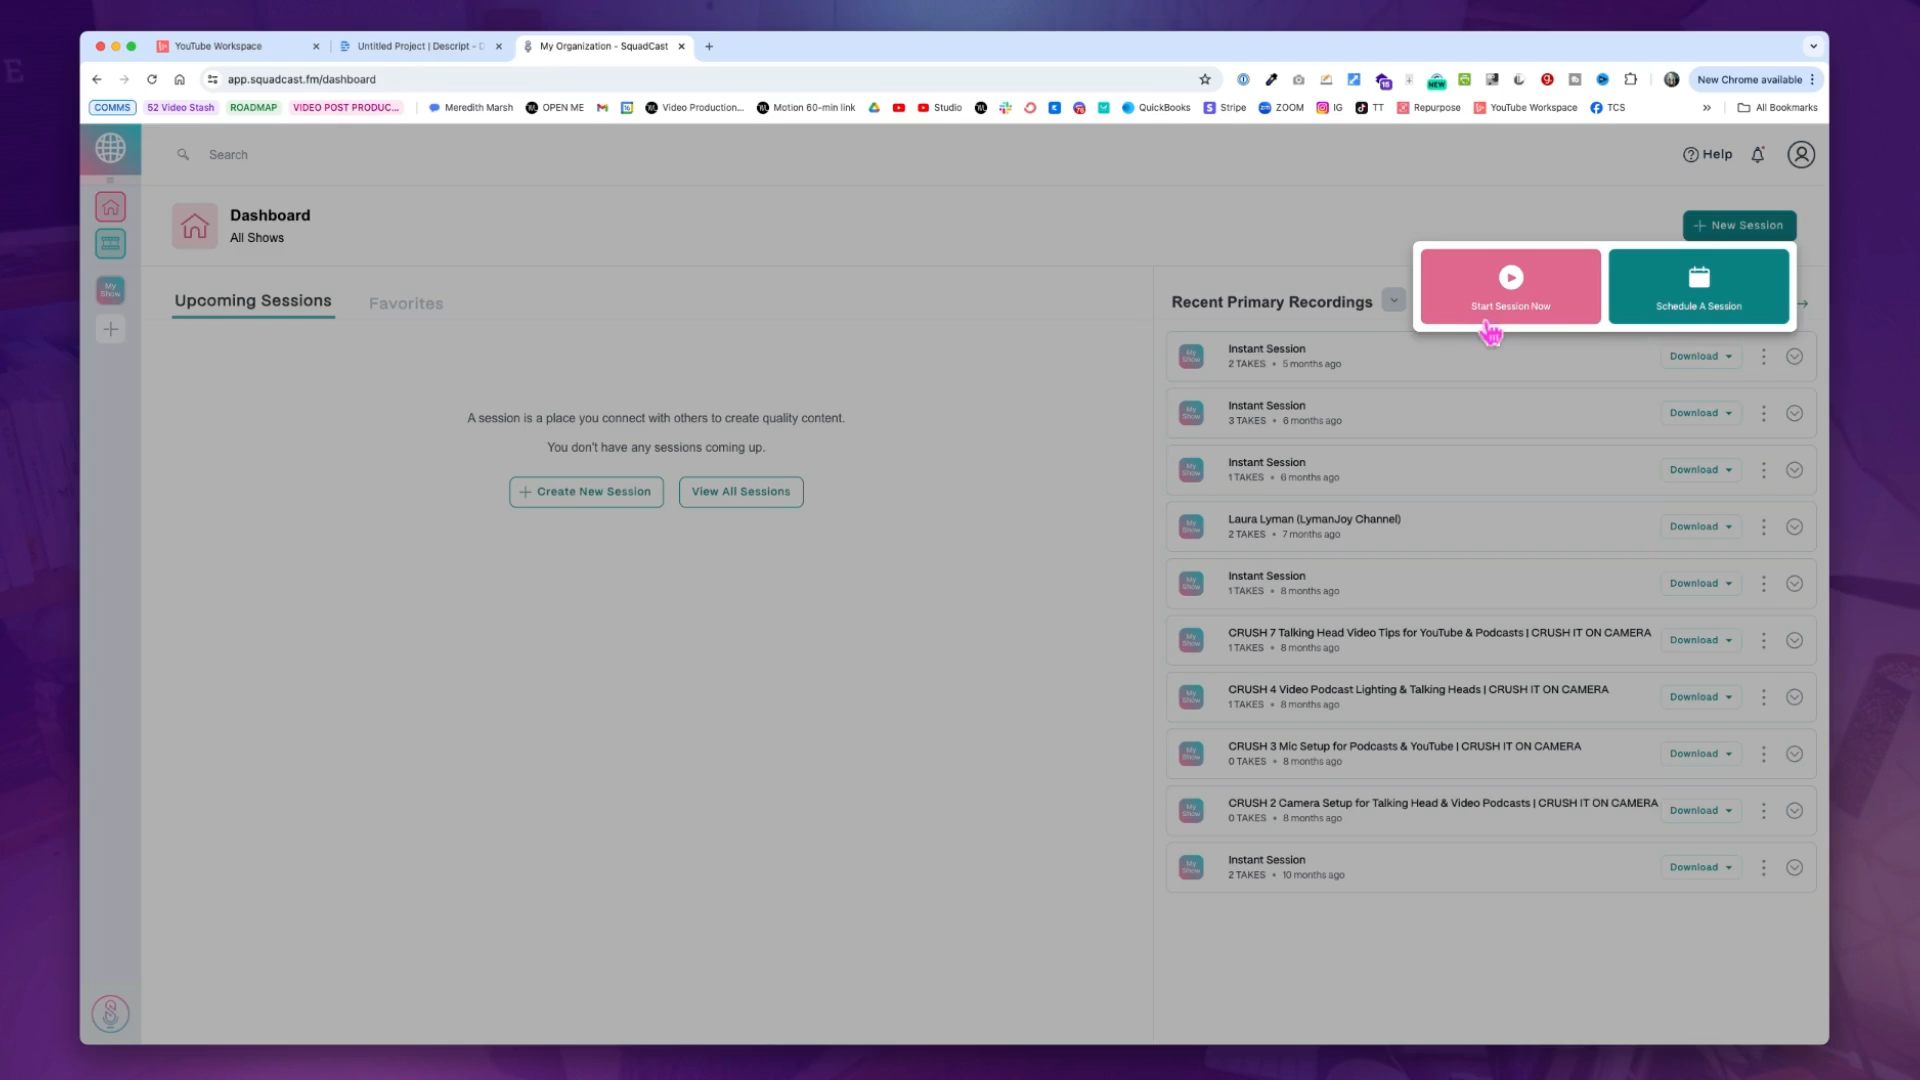 YouTube Workspace
Untitled Project | Descript - D
My Organization - SquadCast
app.squadcast.fm/dashboard
New Chrome available
COMMS
52 Video Stash
ROADMAP
VIDEO POST PRODUC...
Meredith Marsh
OPEN ME
Video Production...
Motion 60-min link
Studio
QuickBooks
Stripe
ZOOM
IG
TT
Repurpose
YouTube Workspace
TCS
All Bookmarks
Search
Help
Dashboard
All Shows
New Session
Start Session Now
Schedule A Session
My Show
Upcoming Sessions
Favorites
A session is a place you connect with others to create quality content.
You don't have any sessions coming up.
Create New Session
View All Sessions
Recent Primary Recordings
Instant Session
2 TAKES • 5 months ago
Download
Instant Session
3 TAKES • 6 months ago
Download
Instant Session
1 TAKES • 6 months ago
Download
Laura Lyman (LymanJoy Channel)
2 TAKES • 7 months ago
Download
Instant Session
1 TAKES • 8 months ago
Download
CRUSH 7 Talking Head Video Tips for YouTube & Podcasts | CRUSH IT ON CAMERA
1 TAKES • 8 months ago
Download
CRUSH 4 Video Podcast Lighting & Talking Heads | CRUSH IT ON CAMERA
1 TAKES • 8 months ago
Download
CRUSH 3 Mic Setup for Podcasts & YouTube | CRUSH IT ON CAMERA
0 TAKES • 8 months ago
Download
CRUSH 2 Camera Setup for Talking Head & Video Podcasts | CRUSH IT ON CAMERA
0 TAKES • 8 months ago
Download
Instant Session
2 TAKES • 10 months ago
Download